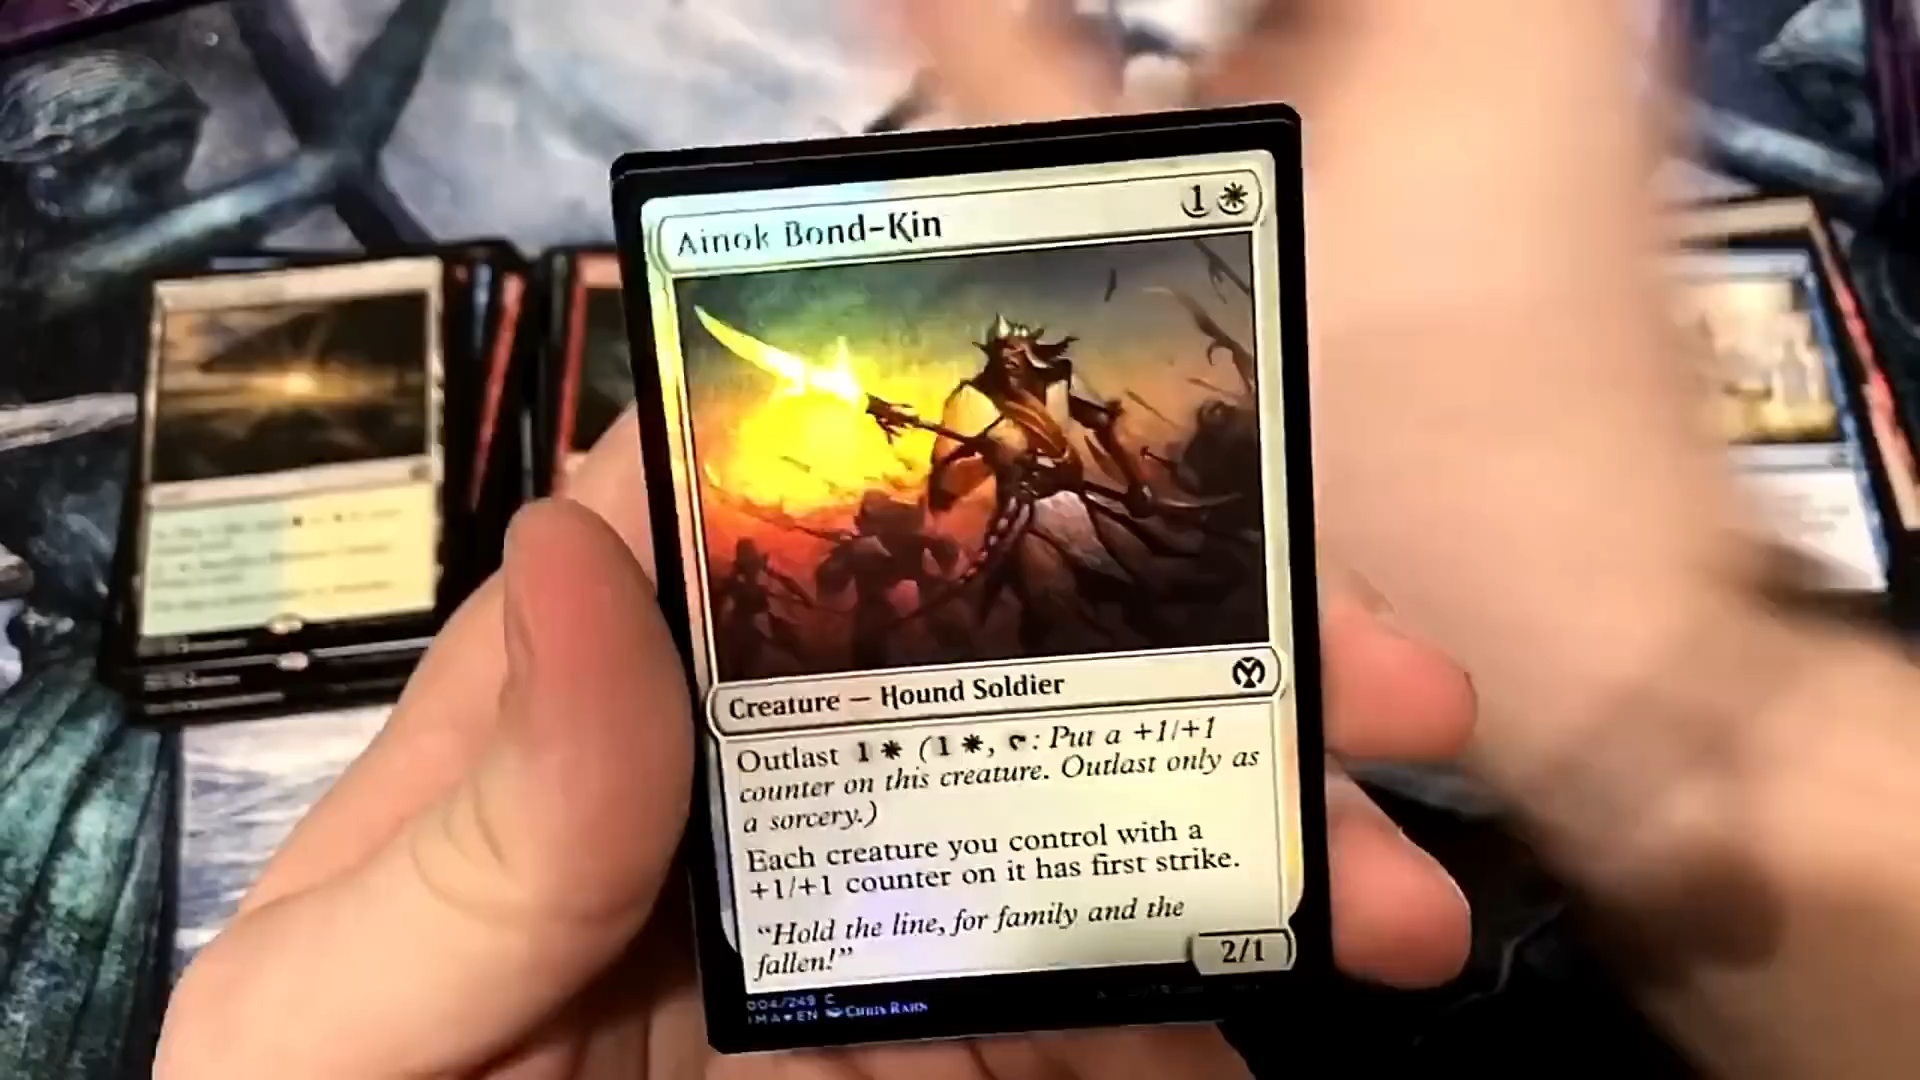 Ainok Bond-Kin 1
Creature — Hound Soldier
Outlast 1 (1, : Put a +1/+1
counter on this creature. Outlast only as
a sorcery.)
Each creature you control with a
+1/+1 counter on it has first strike.
“Hold the line, for family and the
fallen!”
2/1
004/249 C
IMA EN Chris Rahn